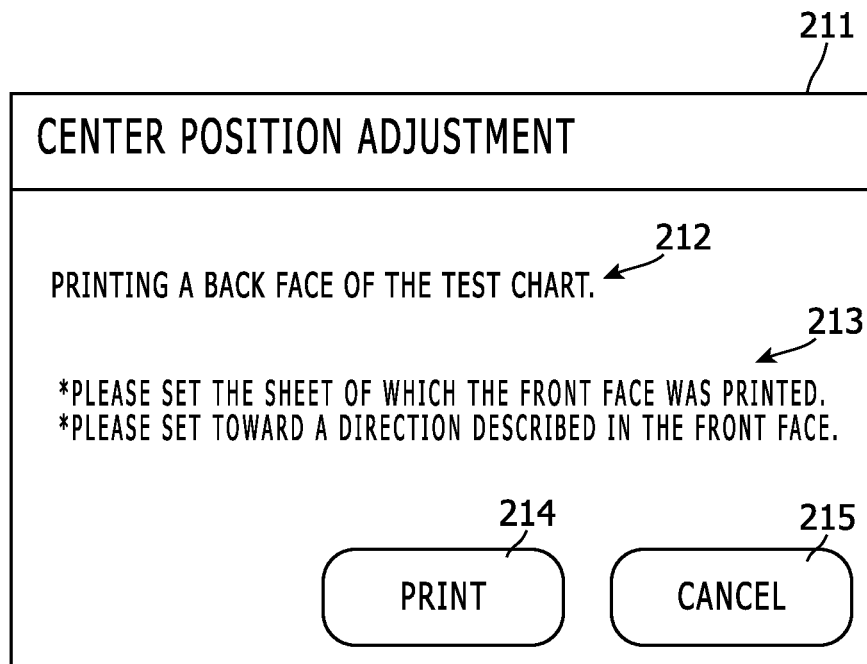 211
CENTER POSITION ADJUSTMENT
212
PRINTING A BACK FACE OF THE TEST CHART.
213
*PLEASE SET THE SHEET OF WHICH THE FRONT FACE WAS PRINTED.
*PLEASE SET TOWARD A DIRECTION DESCRIBED IN THE FRONT FACE.
214 215
PRINT CANCEL